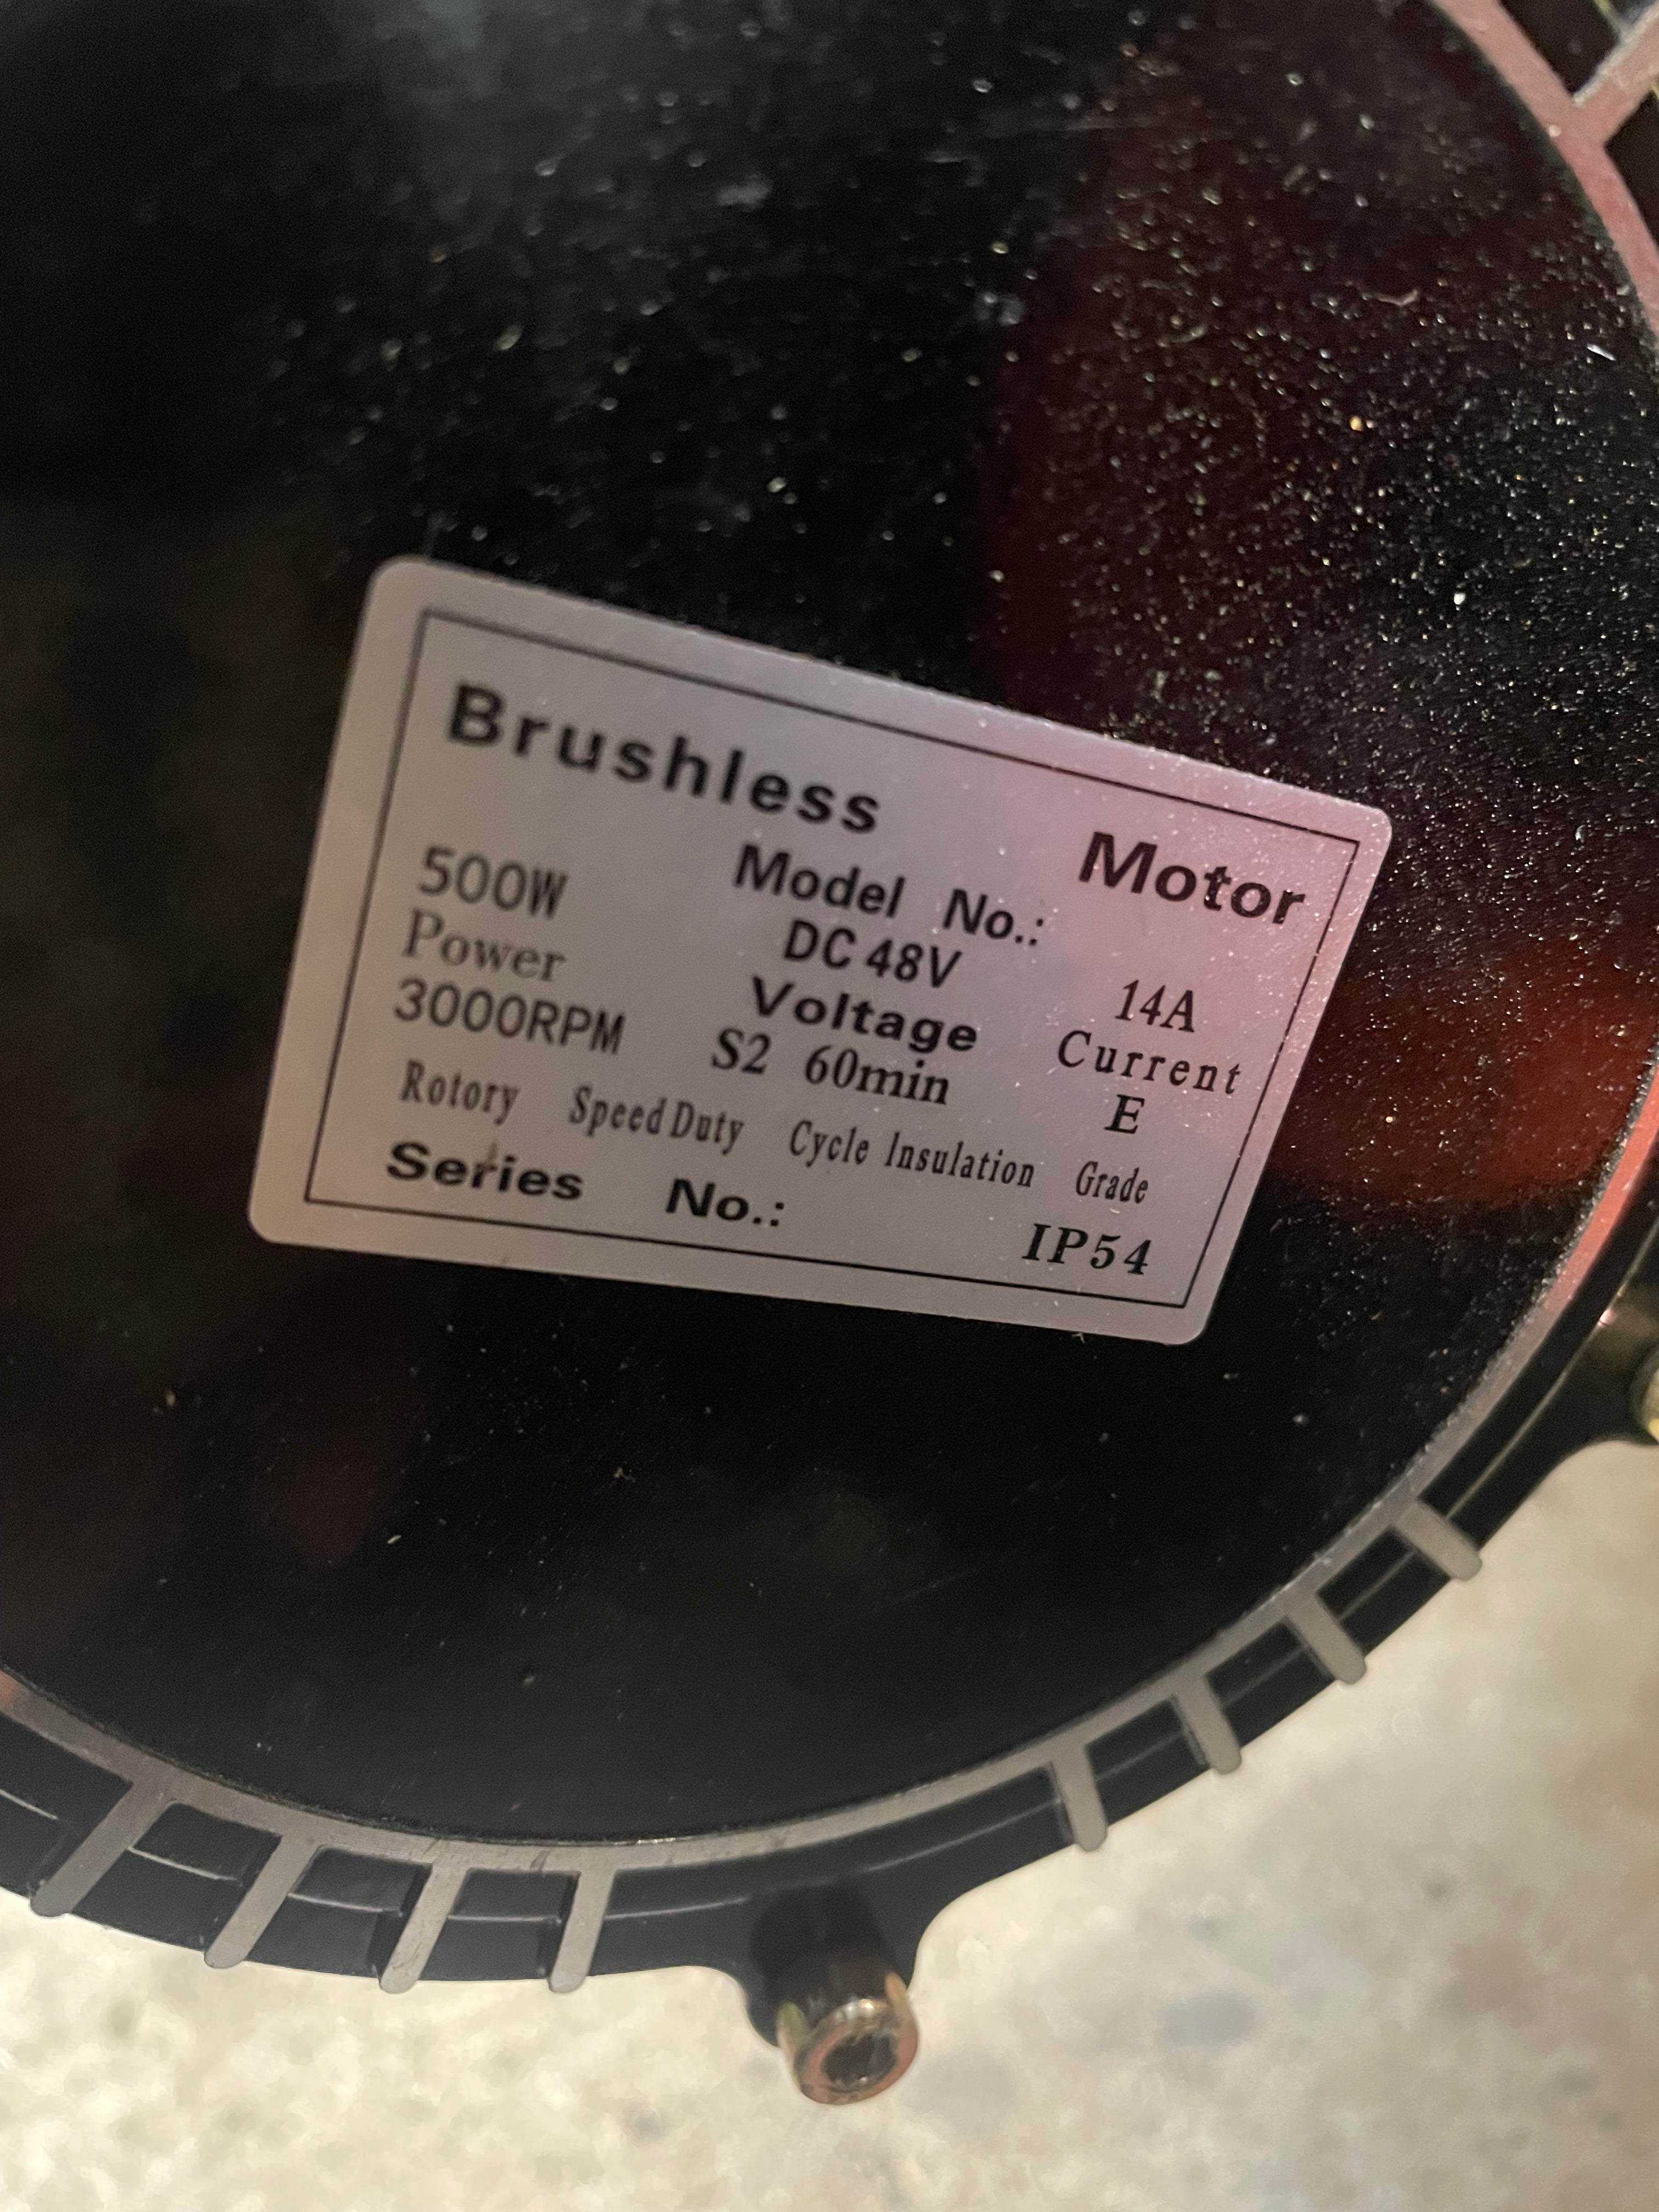 Brushless Motor
Model No.:
500W DC 48V 14A
Power Voltage Current
3000RPM S2 60min E
Rotory Speed Duty Cycle Insulation Grade
Series No.: IP54